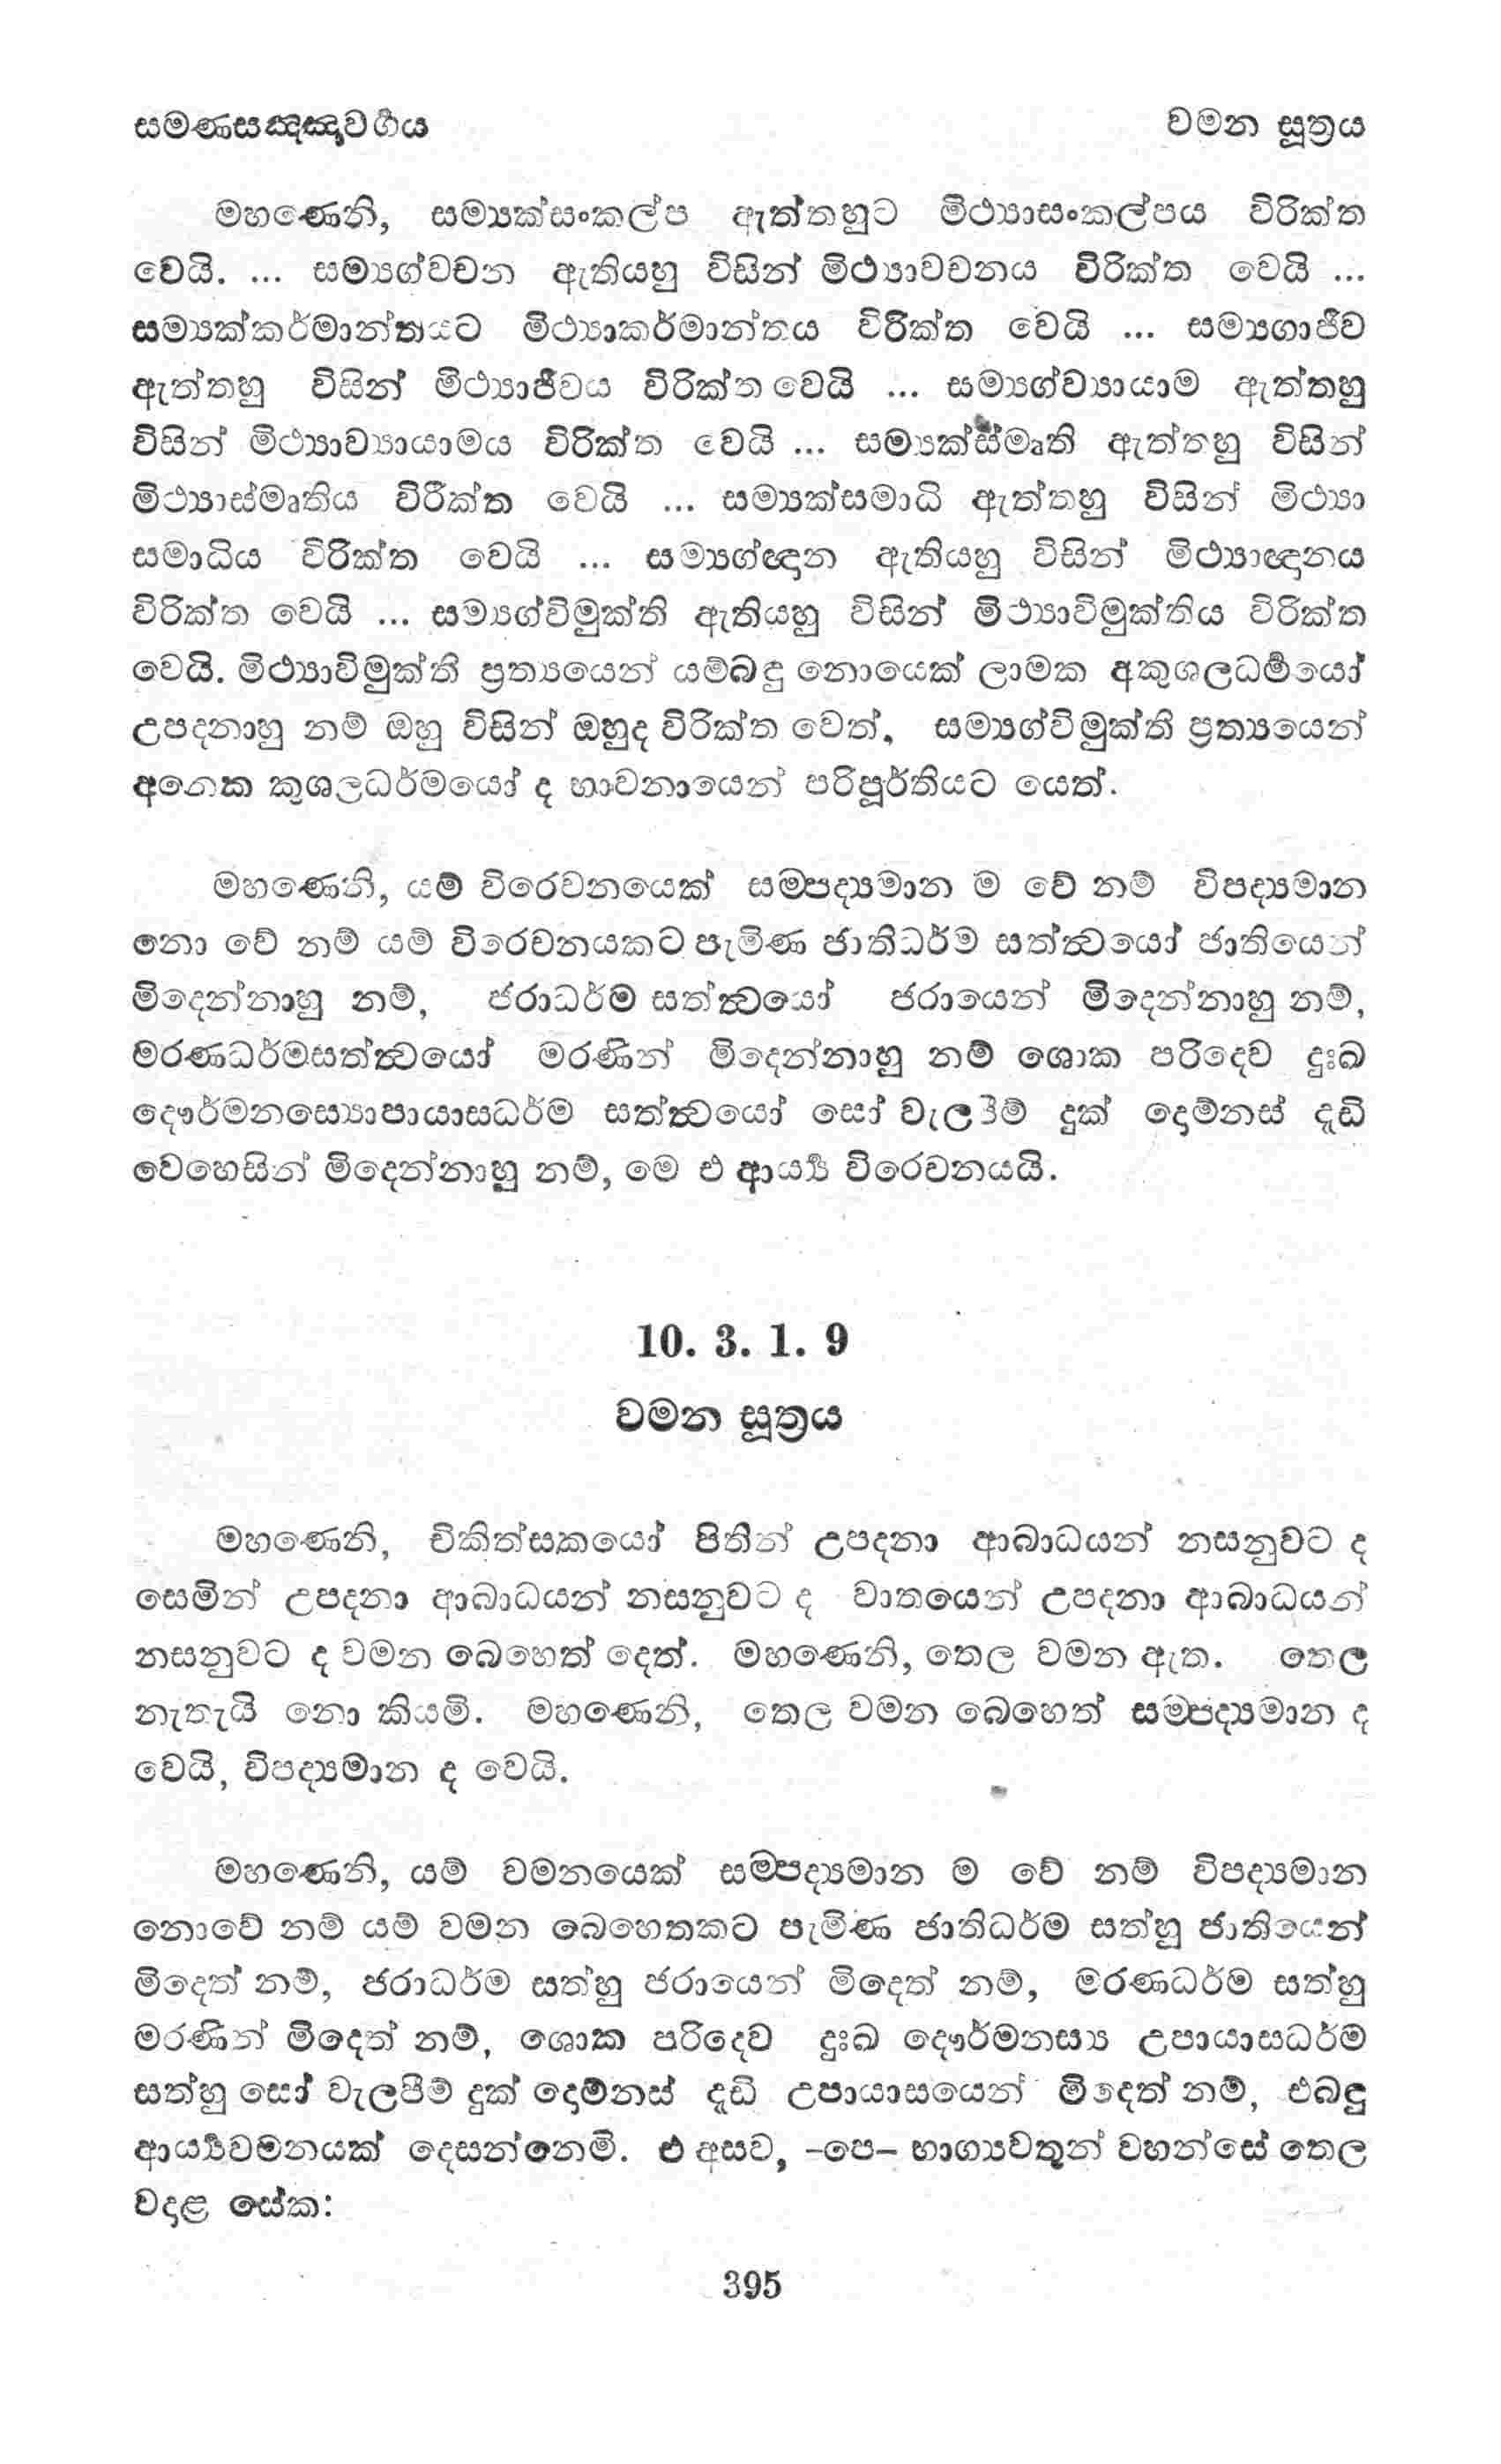 සමණසඤ්ඤාවර්ගය
වමන සූත්‍රය
මහණෙනි, සම්‍යක්සංකල්ප ඇත්තහුට මිථ්‍යාසංකල්පය විරික්ත
වෙයි. ... සම්‍යග්වචන ඇතියහු විසින් මිථ්‍යාවචනය විරික්ත වෙයි ...
සම්‍යක්කර්මාන්තයට මිථ්‍යාකර්මාන්තය විරික්ත වෙයි ... සම්‍යගාජීව
ඇත්තහු විසින් මිථ්‍යාජීවය විරික්ත වෙයි ... සම්‍යග්ව්‍යායාම ඇත්තහු
විසින් මිථ්‍යාව්‍යායාමය විරික්ත වෙයි ... සම්‍යක්ස්මෘති ඇත්තහු විසින්
මිථ්‍යාස්මෘතිය විරික්ත වෙයි ... සම්‍යක්සමාධි ඇත්තහු විසින් මිථ්‍යා
සමාධිය විරික්ත වෙයි ... සම්‍යග්ඥාන ඇතියහු විසින් මිථ්‍යාඥානය
විරික්ත වෙයි ... සම්‍යග්විමුක්ති ඇතියහු විසින් මිථ්‍යාවිමුක්තිය විරික්ත
වෙයි. මිථ්‍යාවිමුක්ති ප්‍රත්‍යයෙන් යම්බඳු නොයෙක් ලාමක අකුශලධර්මයෝ
උපදනාහු නම් ඔහු විසින් ඔහුද විරික්ත වෙත්, සම්‍යග්විමුක්ති ප්‍රත්‍යයෙන්
අනෙක කුශලධර්මයෝ ද භාවනායෙන් පරිපූර්තියට යෙත්.
මහණෙනි, යම් විරෙචනයෙක් සම්පද්‍යමාන ම වේ නම් විපද්‍යමාන
නො වේ නම් යම් විරෙචනයකට පැමිණ ජාතිධර්ම සත්ත්‍වයෝ ජාතියෙන්
මිදෙන්නාහු නම්, ජරාධර්ම සත්ත්‍වයෝ ජරායෙන් මිදෙන්නාහු නම්,
මරණධර්මසත්ත්‍වයෝ මරණින් මිදෙන්නාහු නම් ශොක පරිදෙව දුඃඛ
දෞර්මනස්‍යොපායාසධර්ම සත්ත්‍වයෝ සෝ වැලපීම් දුක් දොම්නස් දැඩි
වෙහෙසින් මිදෙන්නාහු නම්, මෙ එ ආර්‍ය්‍ය විරෙචනයයි.
10. 3. 1. 9
වමන සූත්‍රය
මහණෙනි, චිකිත්සකයෝ පිතින් උපදනා ආබාධයන් නසනුවට ද
සෙමින් උපදනා ආබාධයන් නසනුවට ද වාතයෙන් උපදනා ආබාධයන්
නසනුවට ද වමන බෙහෙත් දෙත්. මහණෙනි, තෙල වමන ඇත. තෙල
නැතැයි නො කියමි. මහණෙනි, තෙල වමන බෙහෙත් සම්පද්‍යමාන ද
වෙයි, විපද්‍යමාන ද වෙයි.
මහණෙනි, යම් වමනයෙක් සම්පද්‍යමාන ම වේ නම් විපද්‍යමාන
නොවේ නම් යම් වමන බෙහෙතකට පැමිණ ජාතිධර්ම සත්හූ ජාතියෙන්
මිදෙත් නම්, ජරාධර්ම සත්හු ජරායෙන් මිදෙත් නම්, මරණධර්ම සත්හු
මරණින් මිදෙත් නම්, ශොක පරිදෙව දුඃඛ දෞර්මනස්‍ය උපායාසධර්ම
සත්හු සෝ වැලපීම් දුක් දොම්නස් දැඩි උපායාසයෙන් මිදෙත් නම්, එබඳු
ආර්‍ය්‍යවමනයක් දෙසන්නෙමි. එ අසව, –පෙ– භාග්‍යවතුන් වහන්සේ තෙල
වදාළ සේක:
395